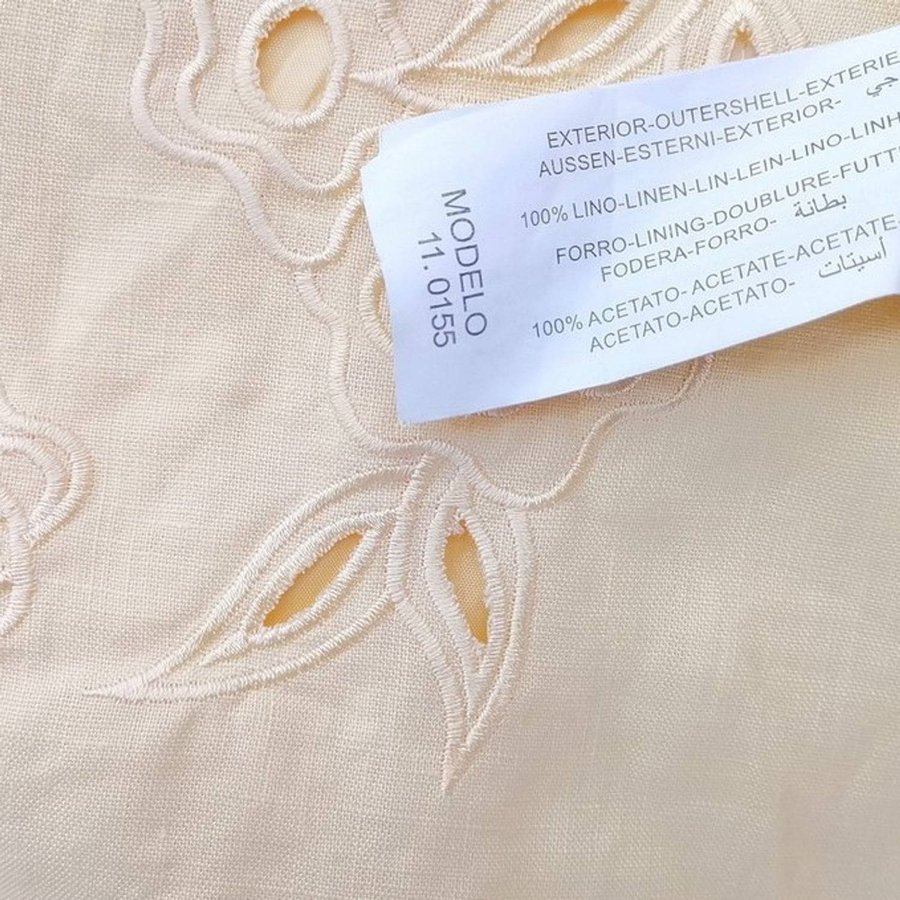 EXTERIOR-OUTERSHELL-EXTERIE
AUSSEN-ESTERNI-EXTERIOR-
100% LINO-LINEN-LIN-LEIN-LINO-LINH
FORRO-LINING-DOUBLURE-FUTT
FODERA-FORRO- بطانة
100% ACETATO- ACETATE-ACETATE-
ACETATO-ACETATO- أسيتات
MODELO
11. 0155